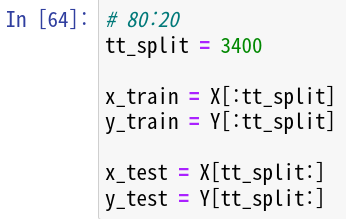 In [64]: # 80:20
tt_split = 3400
x_train = X[:tt_split]
y_train = Y[:tt_split]
x_test = X[tt_split:]
y_test = Y[tt_split:]